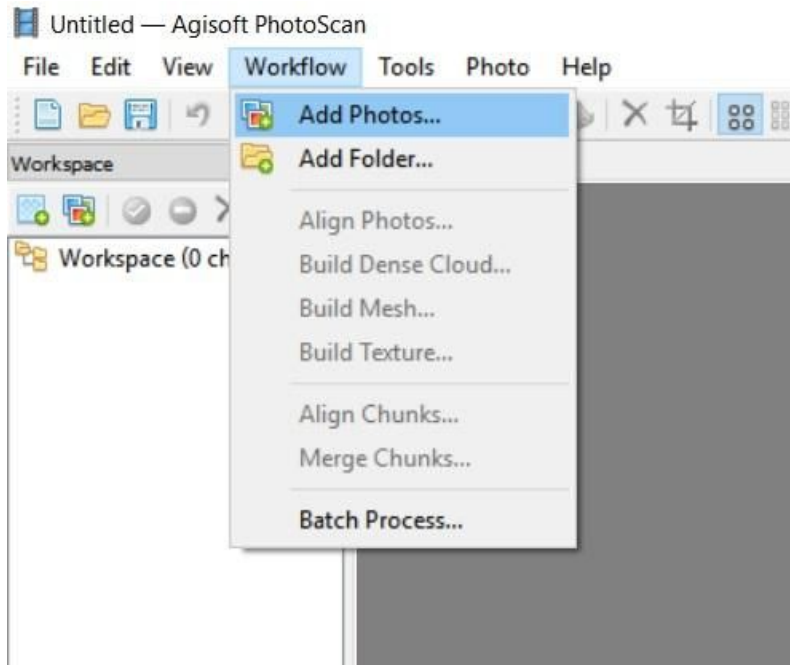 Untitled — Agisoft PhotoScan
File Edit View Workflow Tools Photo Help
Add Photos...
Workspace
Add Folder...
Workspace (0 ch
Align Photos...
Build Dense Cloud...
Build Mesh...
Build Texture...
Align Chunks...
Merge Chunks...
Batch Process...